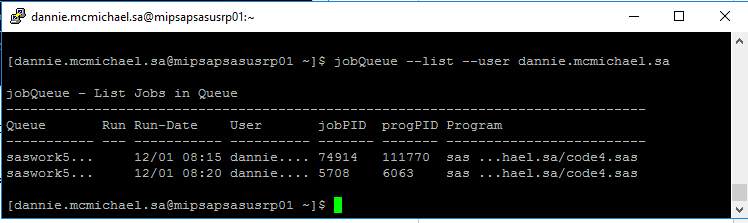 dannie.mcmichael.sa@mipsapsasusrp01:~
[dannie.mcmichael.sa@mipsapsasusrp01 ~]$ jobQueue --list --user dannie.mcmichael.sa
jobQueue - List Jobs in Queue
--------------------------------------------------------------------------------
Queue Run Run-Date User jobPID progPID Program
----------- --- ----------- ---------- ------- ------- -------------------------
saswork5... 12/01 08:15 dannie.... 74914 111770 sas ...hael.sa/code4.sas
saswork5... 12/01 08:20 dannie.... 5708 6063 sas ...hael.sa/code5.sas
[dannie.mcmichael.sa@mipsapsasusrp01 ~]$